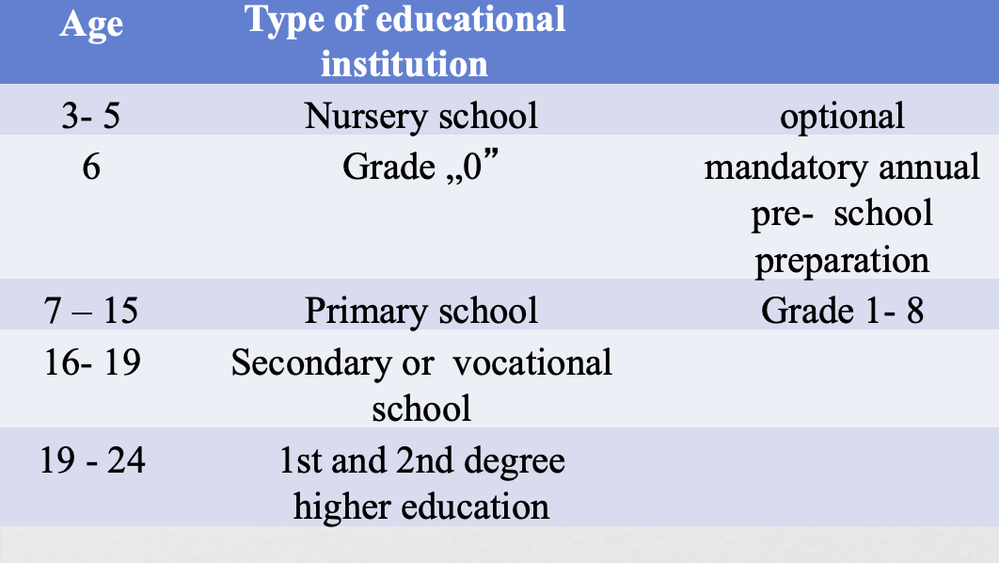 Age
Type of educational
institution
3- 5
Nursery school
optional
6
Grade „0”
mandatory annual
pre-  school
preparation
7 – 15
Primary school
Grade 1- 8
16- 19
Secondary or  vocational
school
19 - 24
1st and 2nd degree
higher education